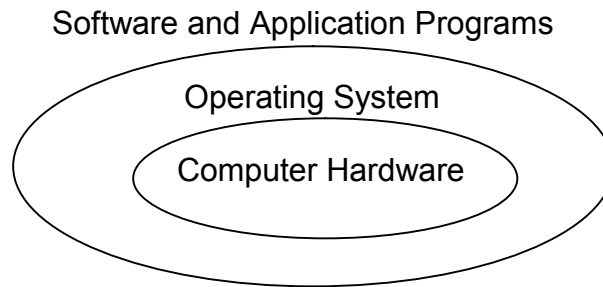 Software and Application Programs
Operating System
Computer Hardware